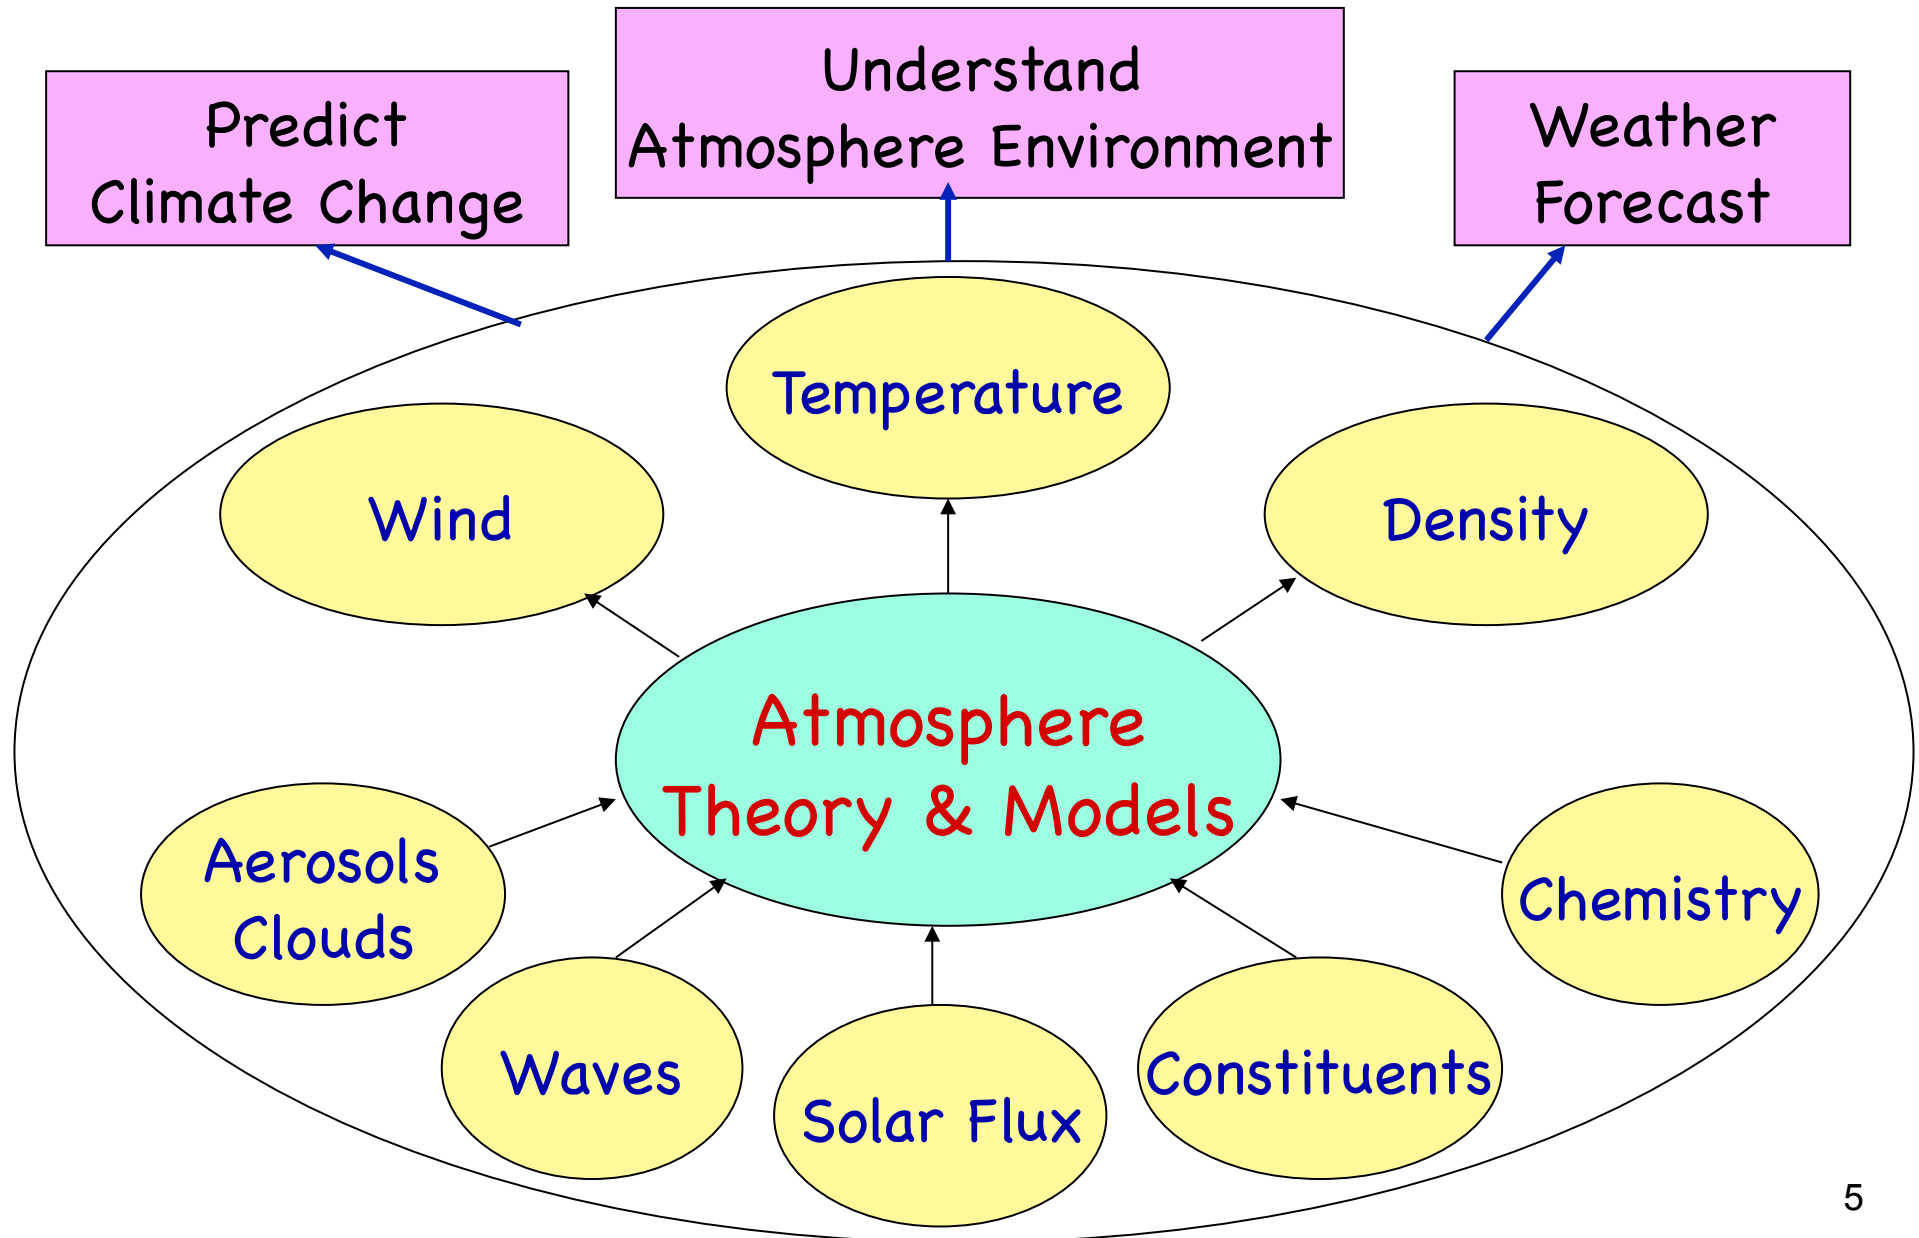 Predict
Climate Change
Understand
Atmosphere Environment
Weather
Forecast
Temperature
Wind
Density
Atmosphere
Theory & Models
Aerosols
Clouds
Chemistry
Waves
Solar Flux
Constituents
5